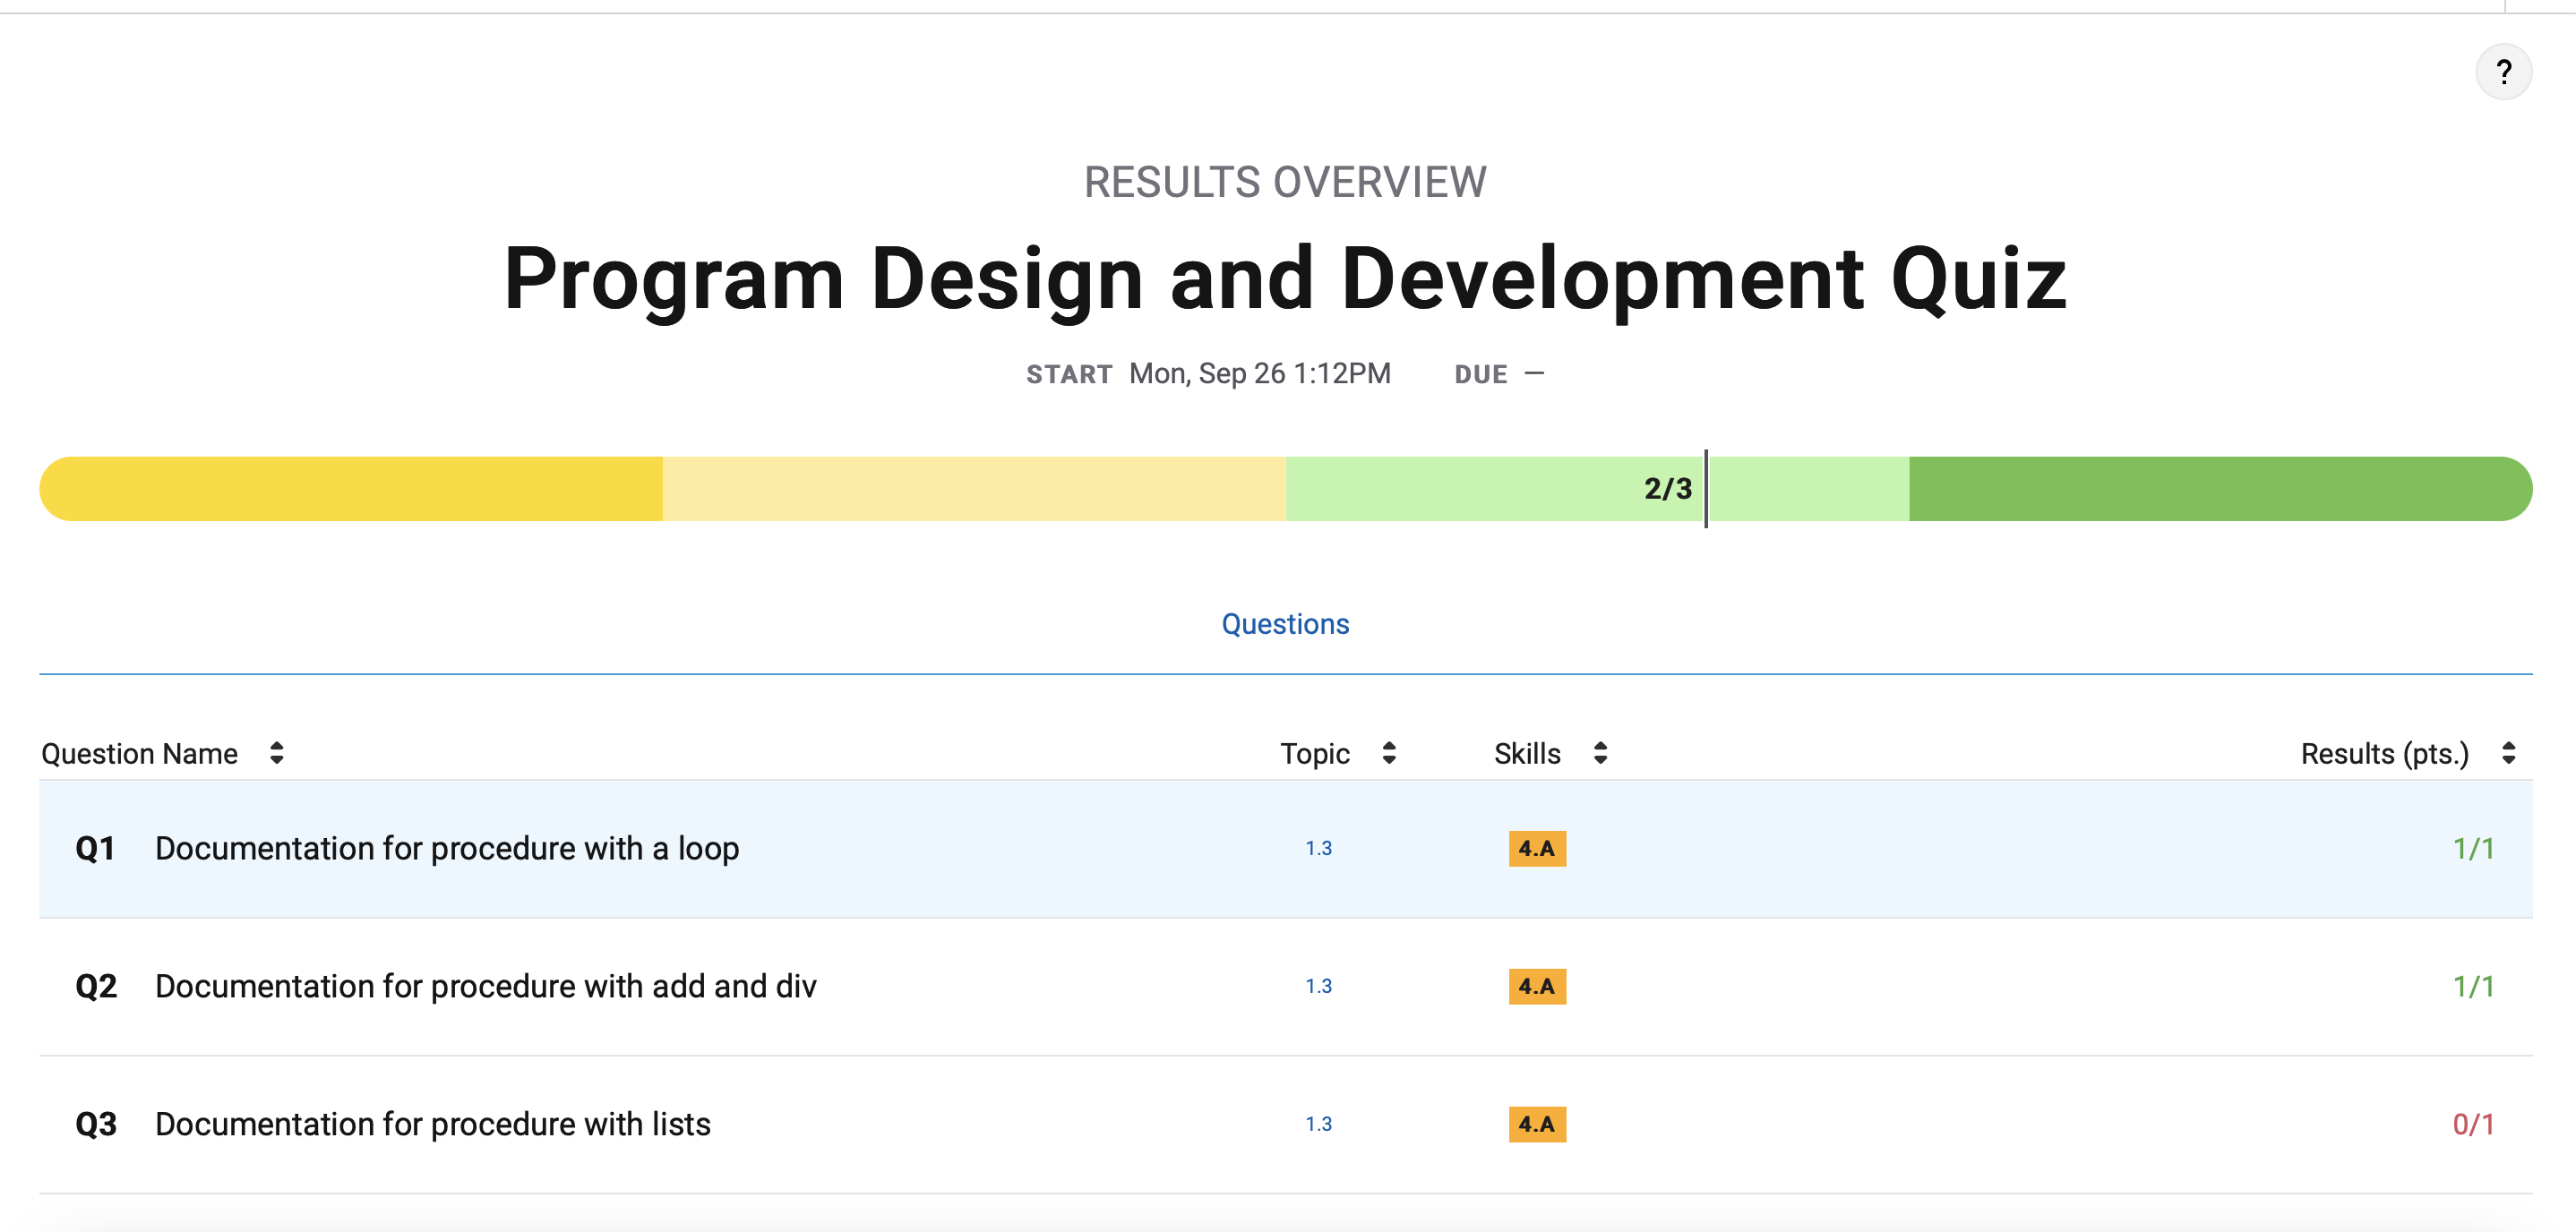 ?
RESULTS OVERVIEW
Program Design and Development Quiz
START Mon, Sep 26 1:12PM DUE —
2/3
Questions
Question Name Topic Skills Results (pts.)
Q1 Documentation for procedure with a loop 1.3 4.A 1/1
Q2 Documentation for procedure with add and div 1.3 4.A 1/1
Q3 Documentation for procedure with lists 1.3 4.A 0/1